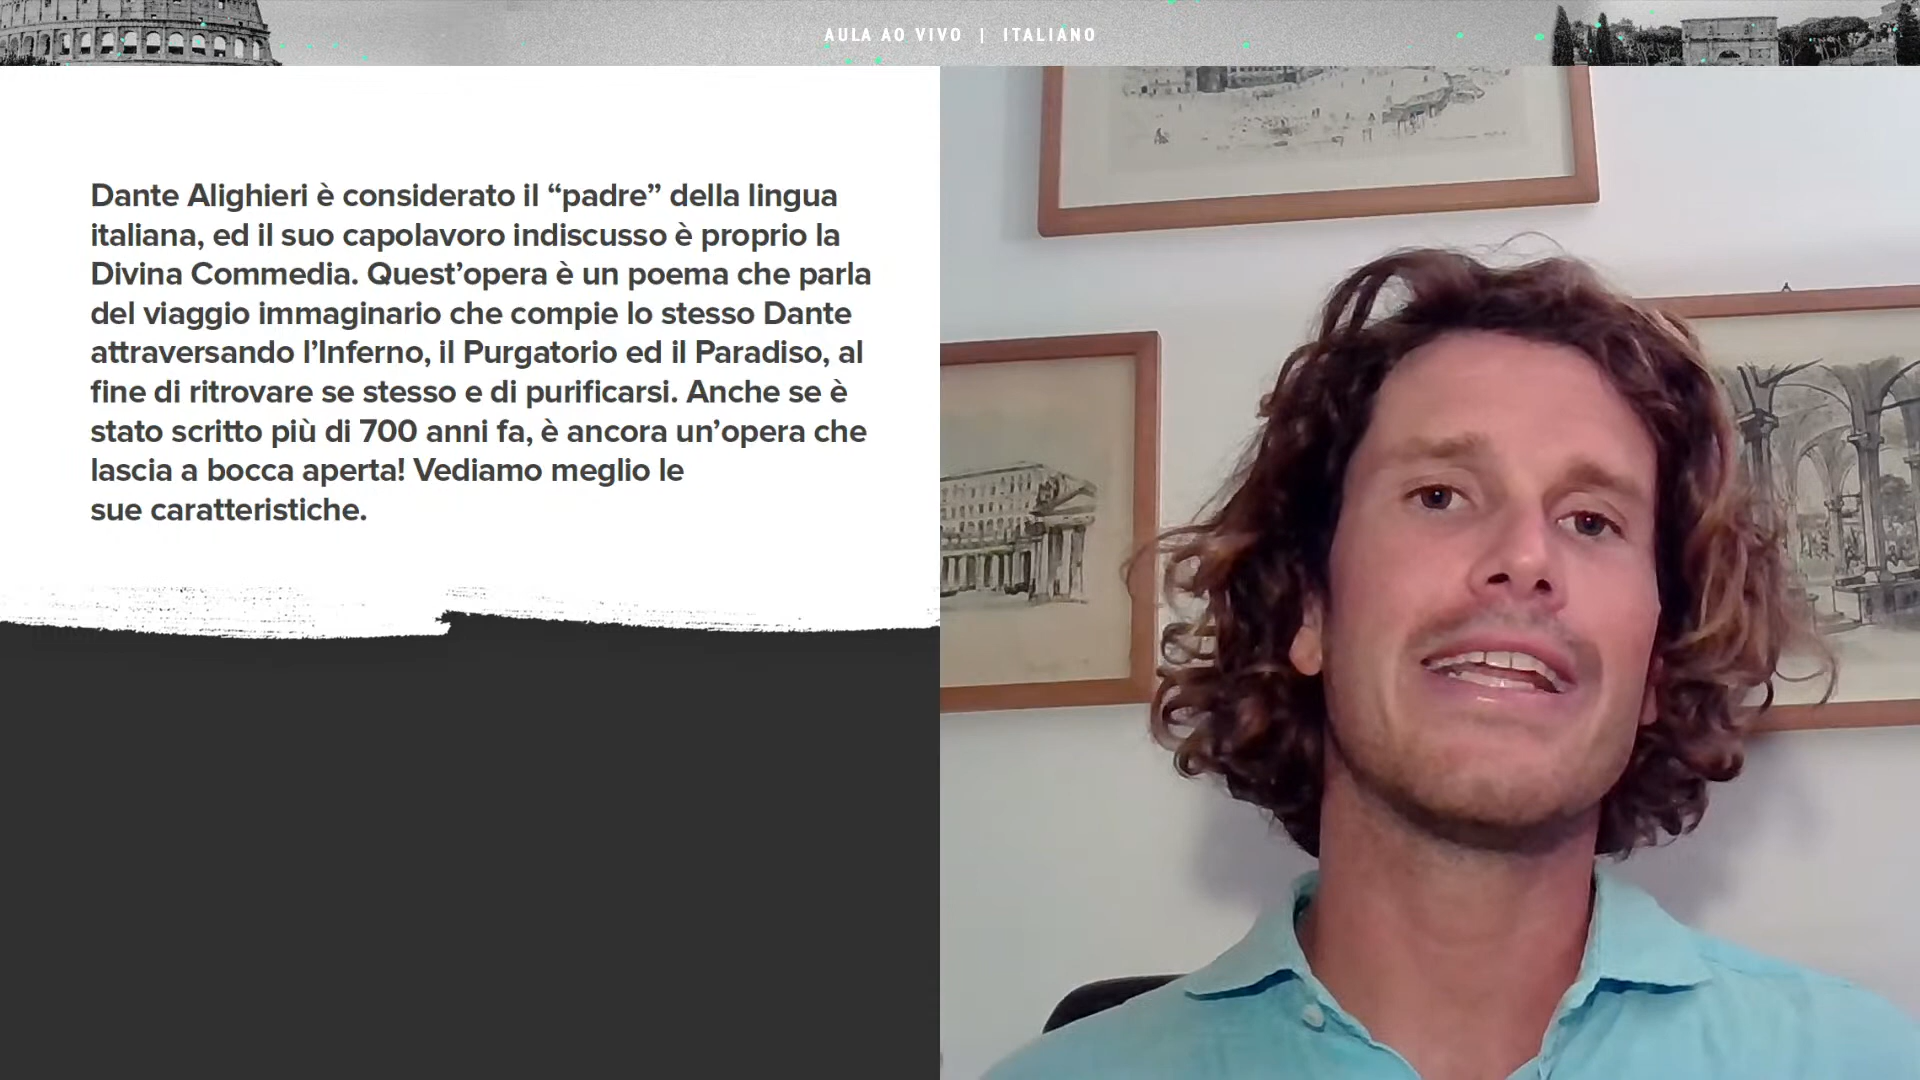 AULA AO VIVO | ITALIANO
Dante Alighieri è considerato il “padre” della lingua
italiana, ed il suo capolavoro indiscusso è proprio la
Divina Commedia. Quest’opera è un poema che parla
del viaggio immaginario che compie lo stesso Dante
attraversando l’Inferno, il Purgatorio ed il Paradiso, al
fine di ritrovare se stesso e di purificarsi. Anche se è
stato scritto più di 700 anni fa, è ancora un’opera che
lascia a bocca aperta! Vediamo meglio le
sue caratteristiche.